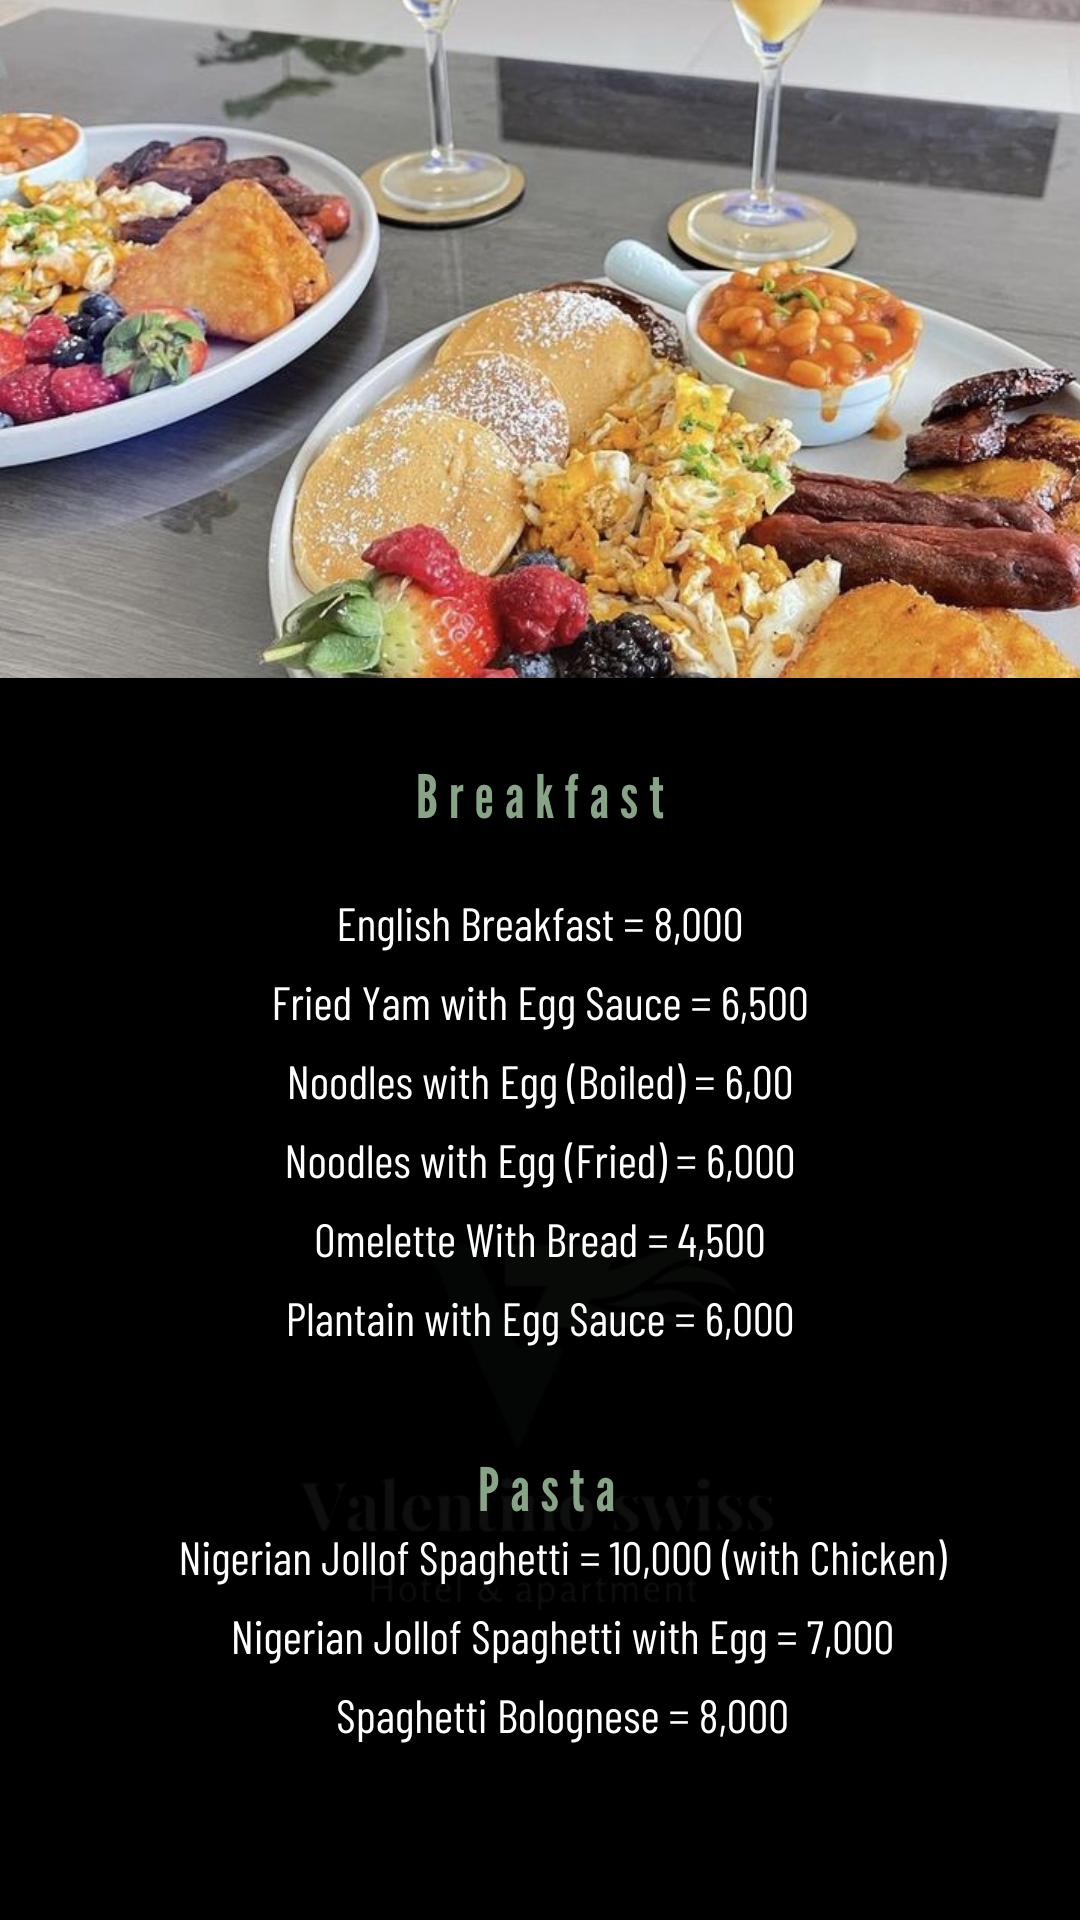 Breakfast
English Breakfast = 8,000
Fried Yam with Egg Sauce = 6,500
Noodles with Egg (Boiled) = 6,00
Noodles with Egg (Fried) = 6,000
Omelette With Bread = 4,500
Plantain with Egg Sauce = 6,000
Pasta
Valentino swiss
Nigerian Jollof Spaghetti = 10,000 (with Chicken)
Hotel & apartment
Nigerian Jollof Spaghetti with Egg = 7,000
Spaghetti Bolognese = 8,000